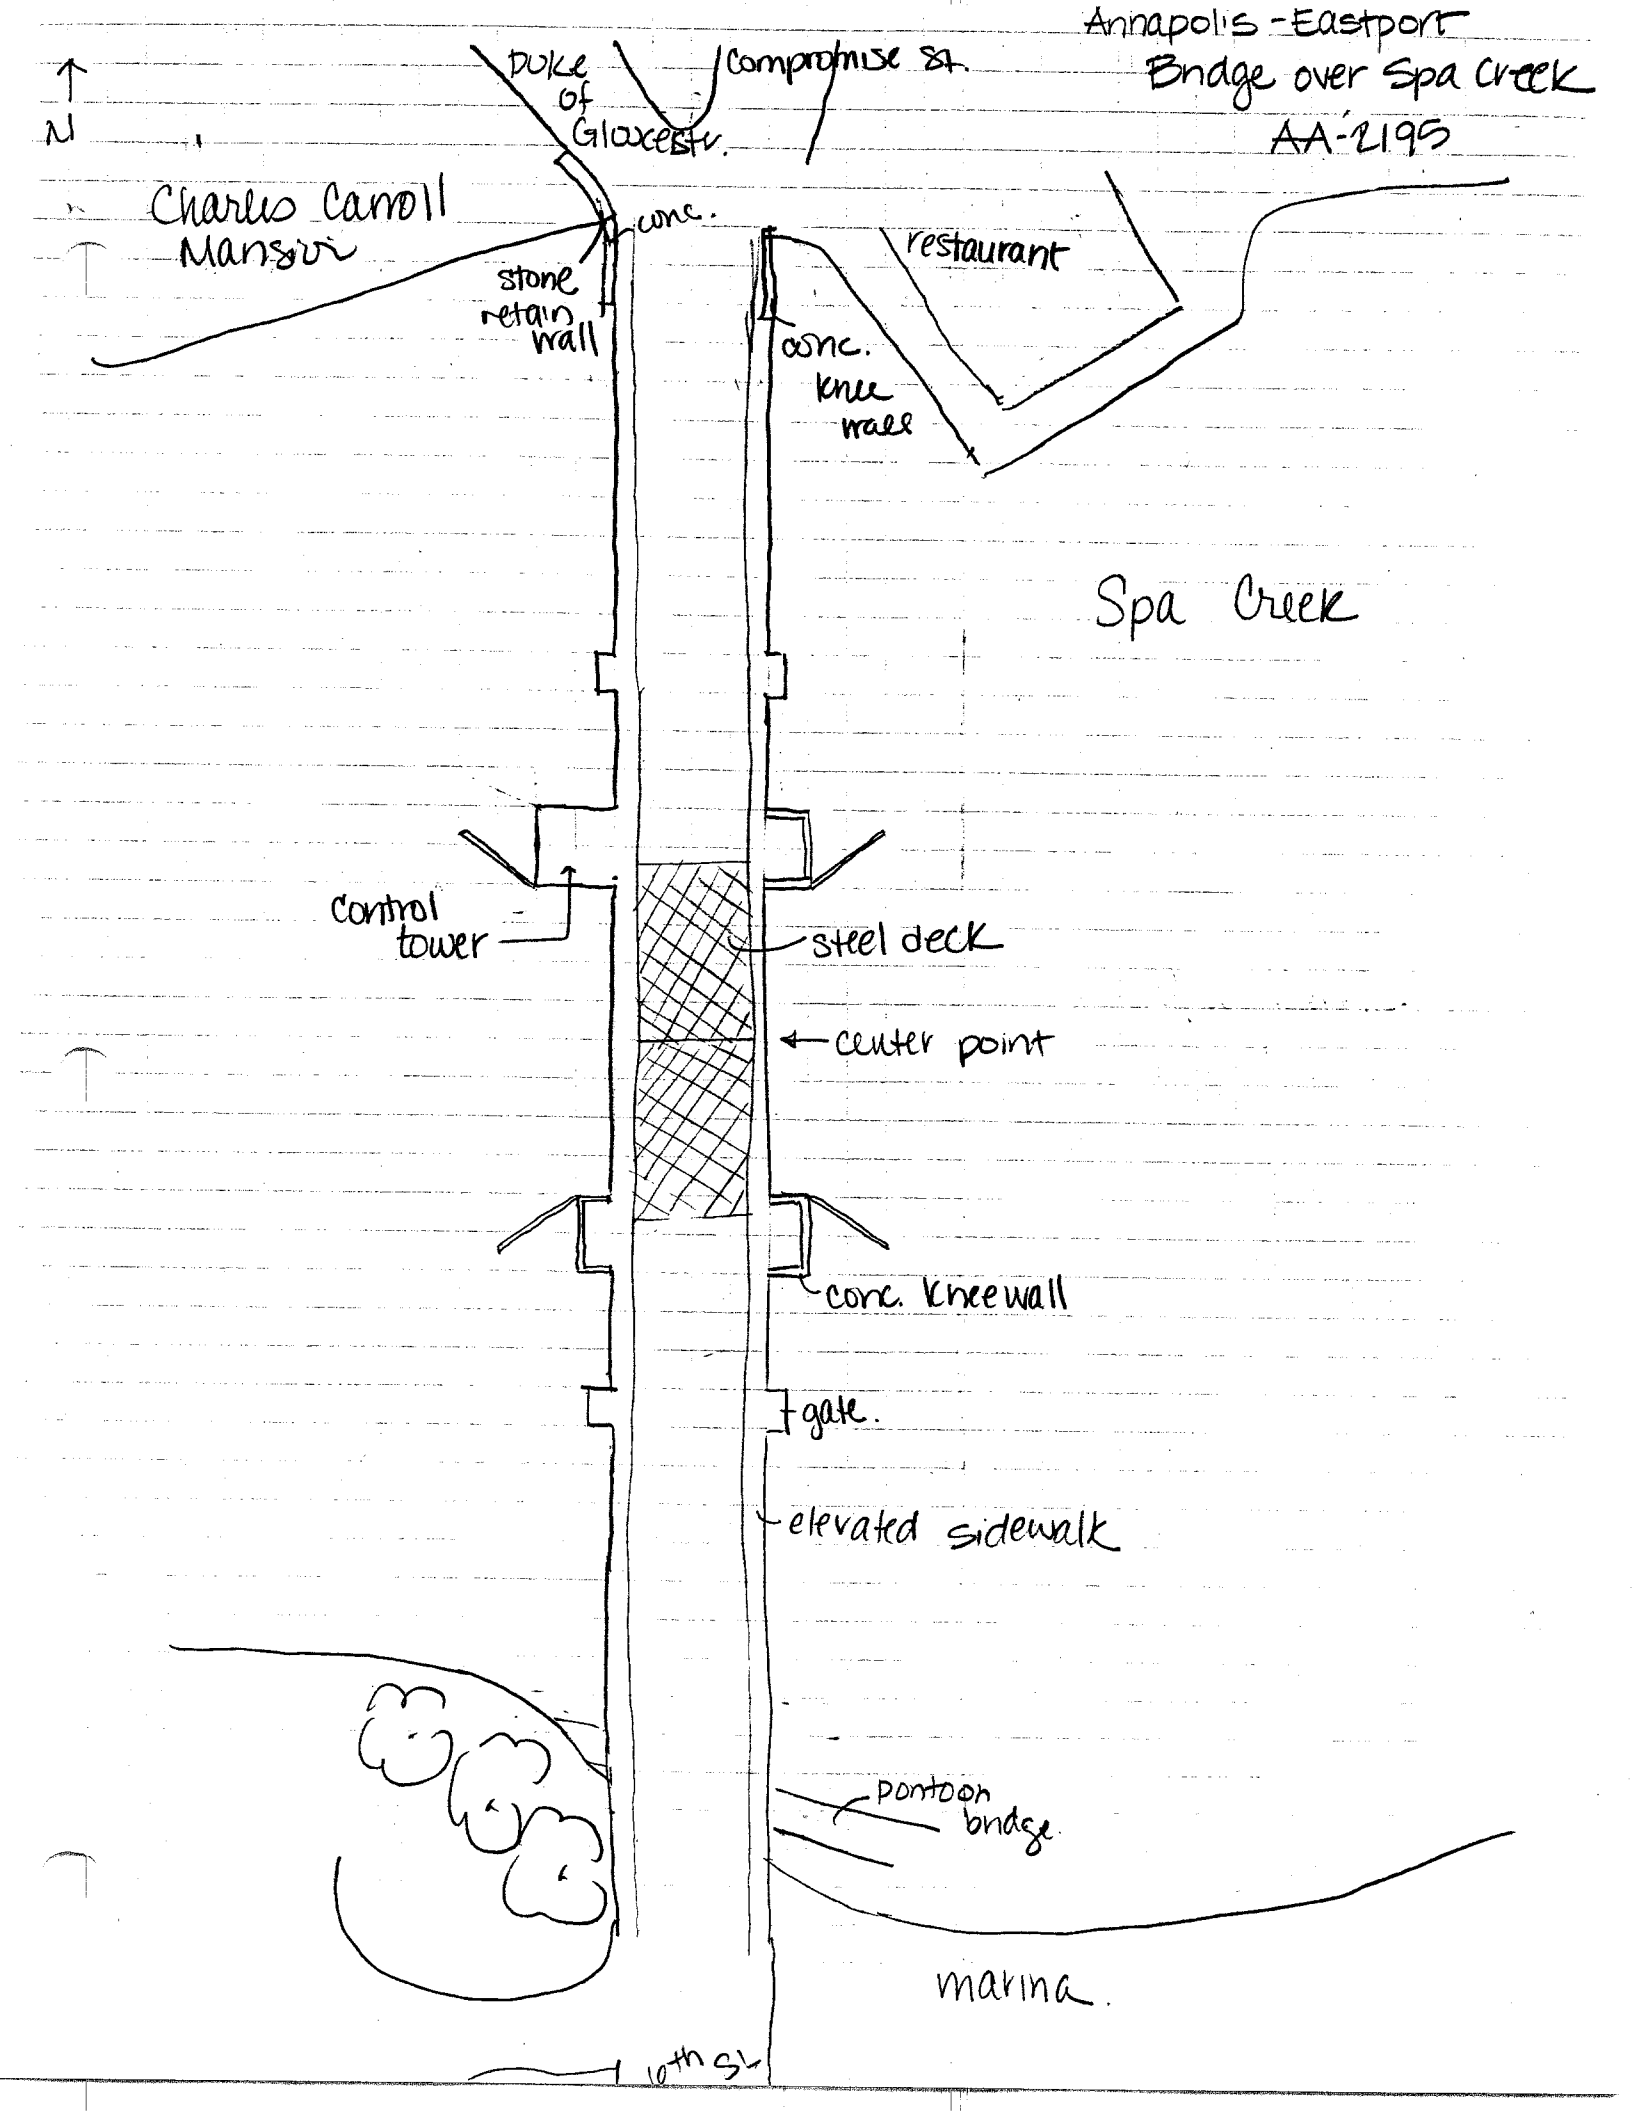 Annapolis - Eastport
Bridge over Spa Creek
AA-2195
N
Duke
of
Gloucestr.
Compromise St.
Charles Carroll
Mansion
conc.
stone
retain
wall
restaurant
conc.
knee
wall
Spa Creek
control
tower
steel deck
center point
conc. kneewall
gate.
elevated sidewalk
pontoon
bridge.
marina.
St.